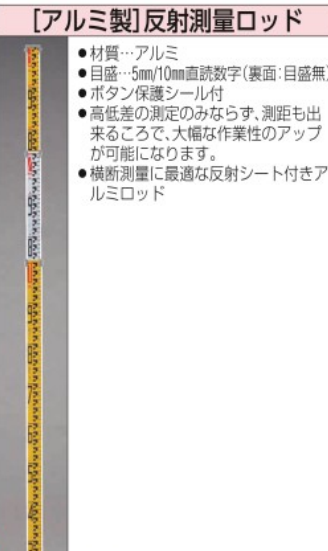 [アルミ製]反射測量ロッド
●材質…アルミ
●目盛…5mm/10mm直読数字(裏面:目盛無)
●ボタン保護シール付
●高低差の測定のみならず、測距も出
来るころで、大幅な作業性のアップ
が可能になります。
●横断測量に最適な反射シート付きア
ルミロッド